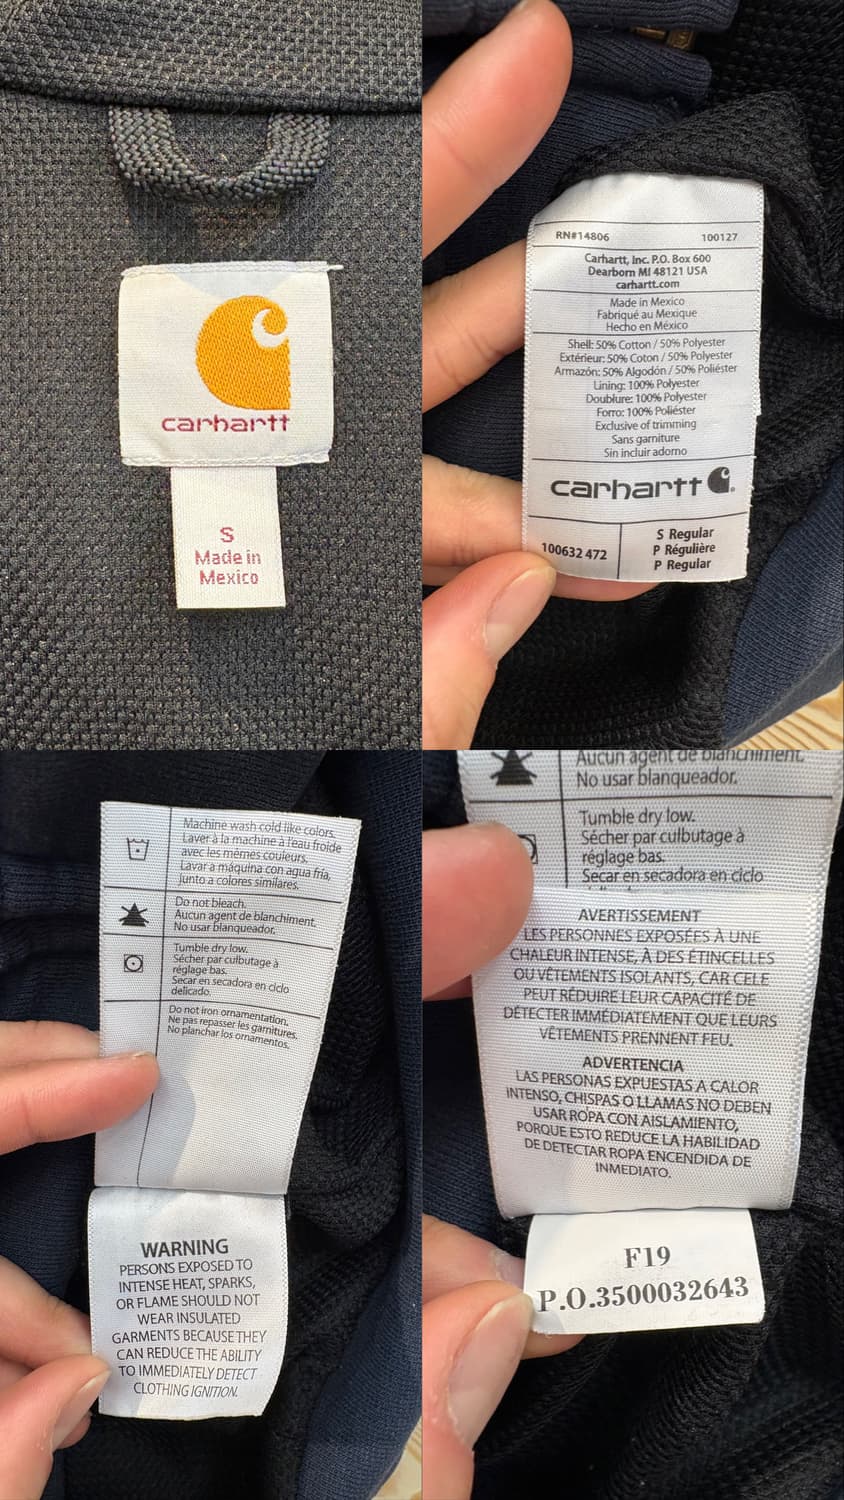 carhartt
S
Made in
Mexico
RN#14806 100127
Carhartt, Inc. P.O. Box 600
Dearborn MI 48121 USA
carhartt.com
Made in Mexico
Fabriqué au Mexique
Hecho en México
Shell: 50% Cotton / 50% Polyester
Extérieur: 50% Coton / 50% Polyester
Armazón: 50% Algodón / 50% Poliéster
Lining: 100% Polyester
Doublure: 100% Polyester
Forro: 100% Poliéster
Exclusive of trimming
Sans garniture
Sin incluir adorno
carhartt
100632 472
S Regular
P Régulière
P Regular
Machine wash cold like colors.
Laver à la machine à l'eau froide
avec les mêmes couleurs.
Lavar a máquina con agua fría,
junto a colores similares.
Do not bleach.
Aucun agent de blanchiment.
No usar blanqueador.
Tumble dry low.
Sécher par culbutage à
réglage bas.
Secar en secadora en ciclo
delicado.
Do not iron ornamentation.
Ne pas repasser les garnitures.
No planchar los ornamentos.
WARNING
PERSONS EXPOSED TO
INTENSE HEAT, SPARKS,
OR FLAME SHOULD NOT
WEAR INSULATED
GARMENTS BECAUSE THEY
CAN REDUCE THE ABILITY
TO IMMEDIATELY DETECT
CLOTHING IGNITION.
Aucun agent de blanchiment.
No usar blanqueador.
Tumble dry low.
Sécher par culbutage à
réglage bas.
Secar en secadora en ciclo
AVERTISSEMENT
LES PERSONNES EXPOSÉES À UNE
CHALEUR INTENSE, À DES ÉTINCELLES
OU VÊTEMENTS ISOLANTS, CAR CELE
PEUT RÉDUIRE LEUR CAPACITÉ DE
DÉTECTER IMMÉDIATEMENT QUE LEURS
VÊTEMENTS PRENNENT FEU.
ADVERTENCIA
LAS PERSONAS EXPUESTAS A CALOR
INTENSO, CHISPAS O LLAMAS NO DEBEN
USAR ROPA CON AISLAMIENTO,
PORQUE ESTO REDUCE LA HABILIDAD
DE DETECTAR ROPA ENCENDIDA DE
INMEDIATO.
F19
P.O.3500032643